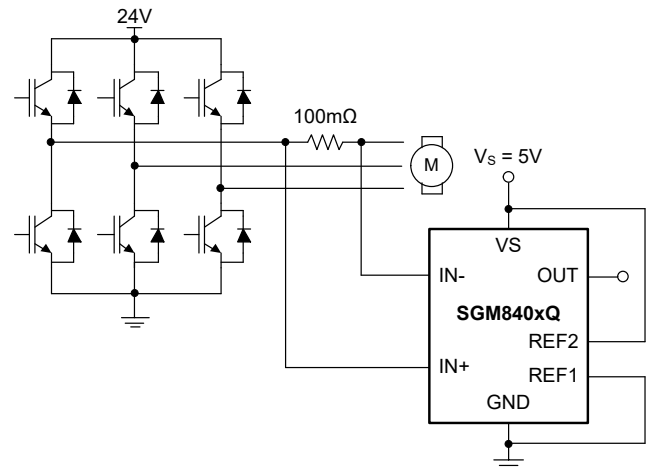 24V
100mΩ
M
VS = 5V
VS
IN-
OUT
SGM840xQ
REF2
IN+
REF1
GND